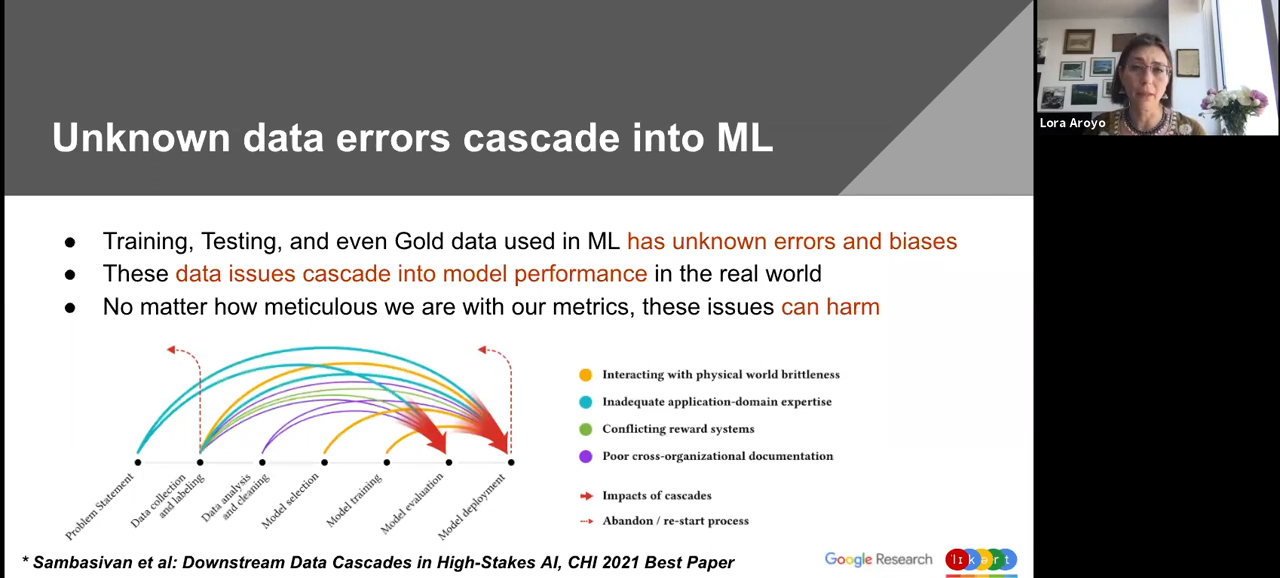 Unknown data errors cascade into ML
Lora Aroyo
● Training, Testing, and even Gold data used in ML has unknown errors and biases
● These data issues cascade into model performance in the real world
● No matter how meticulous we are with our metrics, these issues can harm
Problem Statement
Data collection
and labeling
Data analysis
and cleaning
Model selection
Model training
Model evaluation
Model deployment
Interacting with physical world brittleness
Inadequate application-domain expertise
Conflicting reward systems
Poor cross-organizational documentation
Impacts of cascades
Abandon / re-start process
* Sambasivan et al: Downstream Data Cascades in High-Stakes AI, CHI 2021 Best Paper
Google Research
likert